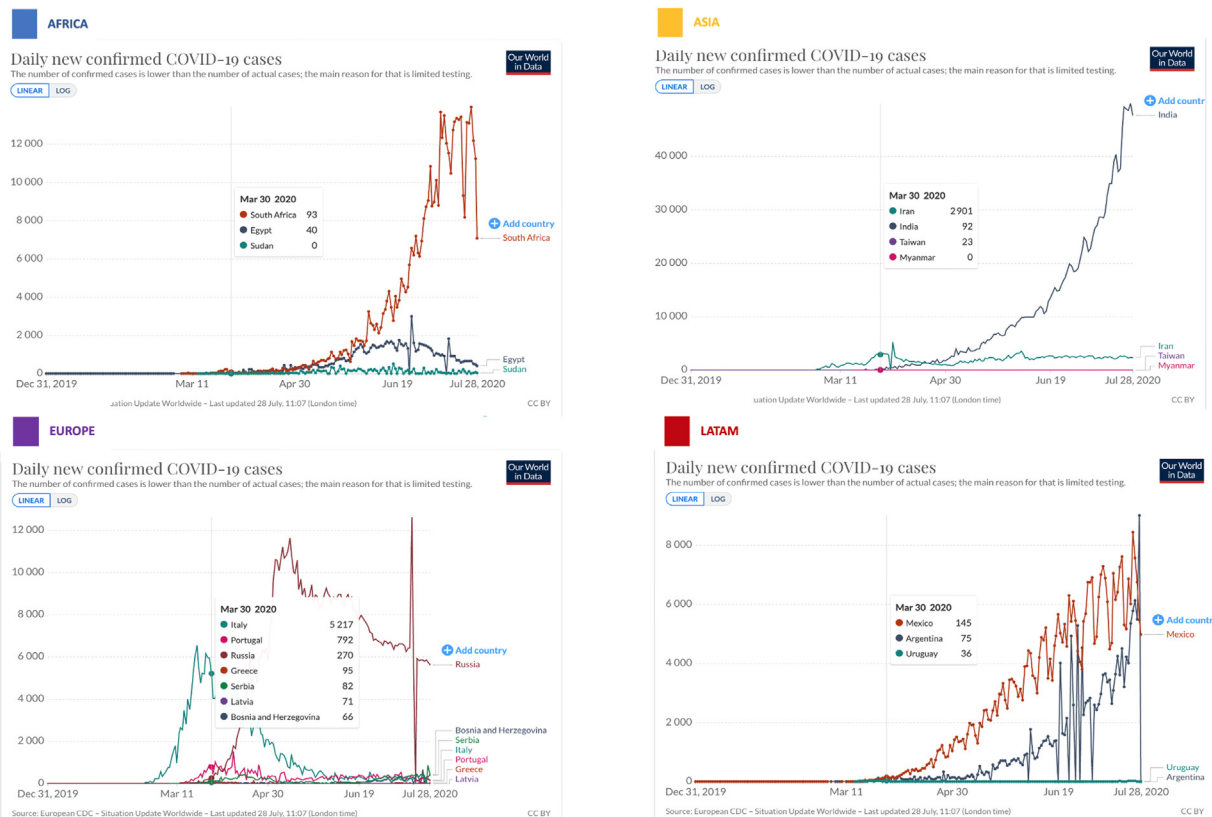 AFRICA
Daily new confirmed COVID-19 cases
Our World
in Data
The number of confirmed cases is lower than the number of actual cases; the main reason for that is limited testing.
LINEAR LOG
12 000
10 000
8 000
6 000
4 000
2 000
0
Mar 30 2020
South Africa 93
Egypt 40
Sudan 0
Add country
South Africa
Egypt
Sudan
Dec 31, 2019 Mar 11 Apr 30 Jun 19 Jul 28, 2020
uation Update Worldwide – Last updated 28 July, 11:07 (London time) CC BY
ASIA
Daily new confirmed COVID-19 cases
Our World
in Data
The number of confirmed cases is lower than the number of actual cases; the main reason for that is limited testing.
LINEAR LOG
Add countr
India
40 000
30 000
20 000
10 000
0
Mar 30 2020
Iran 2 901
India 92
Taiwan 23
Myanmar 0
Iran
Taiwan
Myanmar
Dec 31, 2019 Mar 11 Apr 30 Jun 19 Jul 28, 2020
uation Update Worldwide – Last updated 28 July, 11:07 (London time) CC BY
EUROPE
Daily new confirmed COVID-19 cases
Our World
in Data
The number of confirmed cases is lower than the number of actual cases; the main reason for that is limited testing.
LINEAR LOG
12 000
10 000
8 000
6 000
4 000
2 000
0
Mar 30 2020
Italy 5 217
Portugal 792
Russia 270
Greece 95
Serbia 82
Latvia 71
Bosnia and Herzegovina 66
Add country
Russia
Bosnia and Herzegovina
Serbia
Italy
Portugal
Greece
Latvia
Dec 31, 2019 Mar 11 Apr 30 Jun 19 Jul 28, 2020
Source: European CDC – Situation Update Worldwide – Last updated 28 July, 11:07 (London time) CC BY
LATAM
Daily new confirmed COVID-19 cases
Our World
in Data
The number of confirmed cases is lower than the number of actual cases; the main reason for that is limited testing.
LINEAR LOG
8 000
6 000
4 000
2 000
0
Mar 30 2020
Mexico 145
Argentina 75
Uruguay 36
Add countr
Mexico
Uruguay
Argentina
Dec 31, 2019 Mar 11 Apr 30 Jun 19 Jul 28, 2020
Source: European CDC – Situation Update Worldwide – Last updated 28 July, 11:07 (London time) CC BY